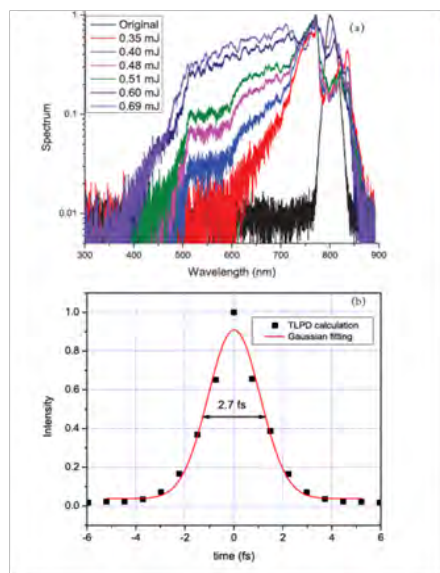 (a)
Original
0.35 mJ
0.40 mJ
0.48 mJ
0.51 mJ
0.60 mJ
0.69 mJ
1
0.1
0.01
Spectrum
300 400 500 600 700 800 900
Wavelength (nm)
(b)
TLPD calculation
Gaussian fitting
1.0
0.8
0.6
0.4
0.2
0.0
Intensity
2.7 fs
-6 -4 -2 0 2 4 6
time (fs)